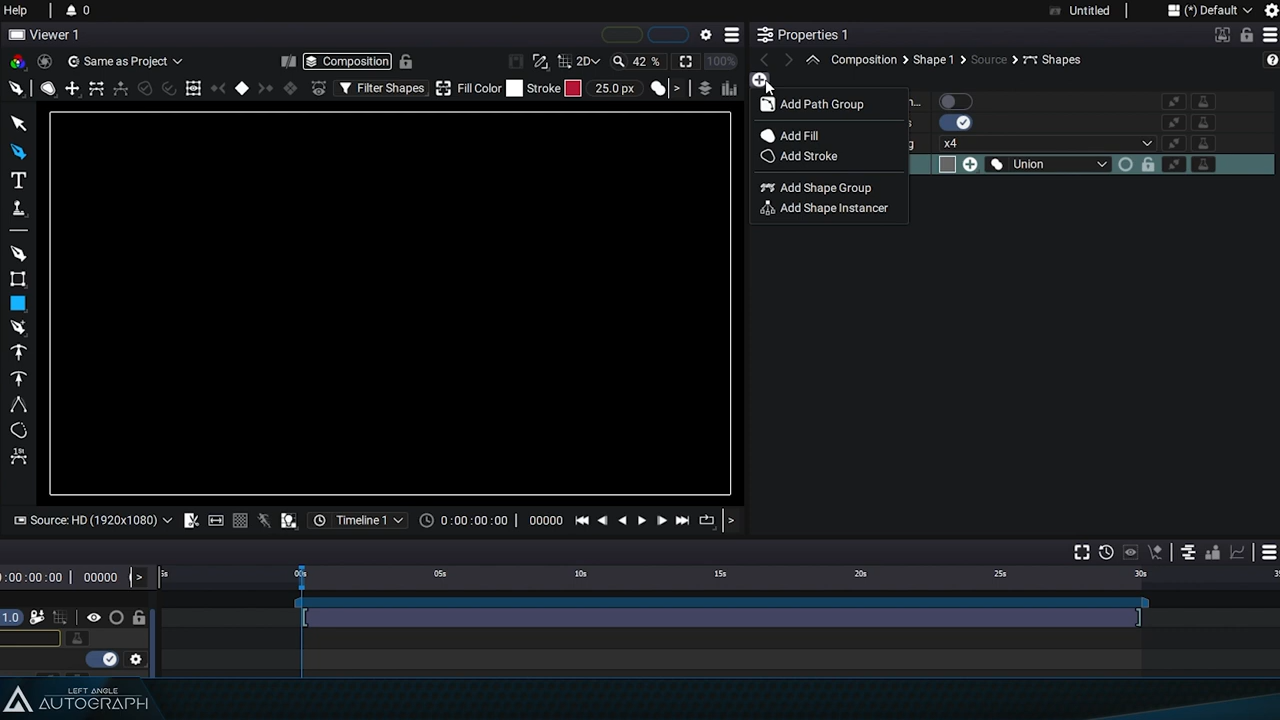 Help 0 Untitled (*) Default
Viewer 1 Properties 1
Same as Project Composition 2D 42 % 100% Composition Shape 1 Source Shapes
Filter Shapes Fill Color Stroke 25.0 px >
Add Path Group
Add Fill
x4
Add Stroke
Union
Add Shape Group
Add Shape Instancer
T
1St
Source: HD (1920x1080) Timeline 1 0:00:00:00 00000 >
:00:00:00 00000 > 00s 05s 10s 15s 20s 25s 30s
1.0
LEFT ANGLE
AUTOGRAPH